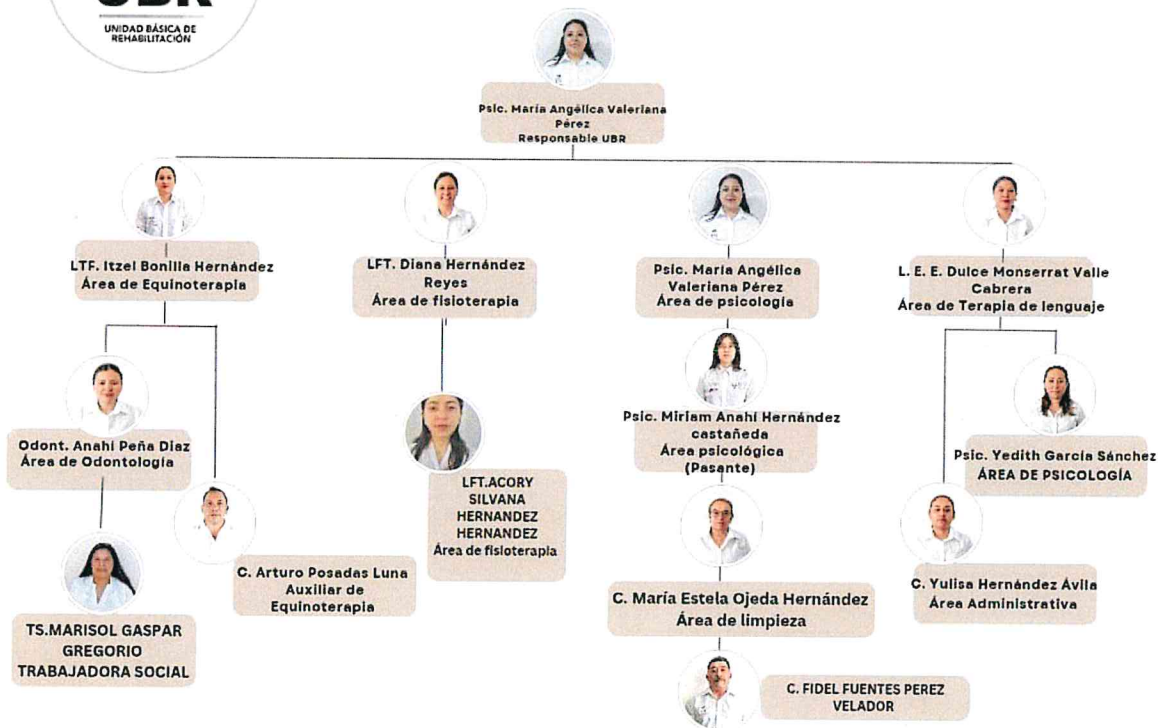 UBR
UNIDAD BÁSICA DE
REHABILITACIÓN
Psic. María Angélica Valeriana
Pérez
Responsable UBR
LTF. Itzel Bonilla Hernández
Área de Equinoterapia
LFT. Diana Hernández
Reyes
Área de fisioterapia
Psic. María Angélica
Valeriana Pérez
Área de psicología
L. E. E. Dulce Monserrat Valle
Cabrera
Área de Terapia de lenguaje
Odont. Anahí Peña Diaz
Área de Odontología
C. Arturo Posadas Luna
Auxiliar de
Equinoterapia
TS.MARISOL GASPAR
GREGORIO
TRABAJADORA SOCIAL
LFT.ACORY
SILVANA
HERNANDEZ
HERNANDEZ
Área de fisioterapia
Psic. Miriam Anahí Hernández
castañeda
Área psicológica
(Pasante)
C. María Estela Ojeda Hernández
Área de limpieza
C. FIDEL FUENTES PEREZ
VELADOR
Psic. Yedith García Sánchez
ÁREA DE PSICOLOGÍA
C. Yulisa Hernández Ávila
Área Administrativa